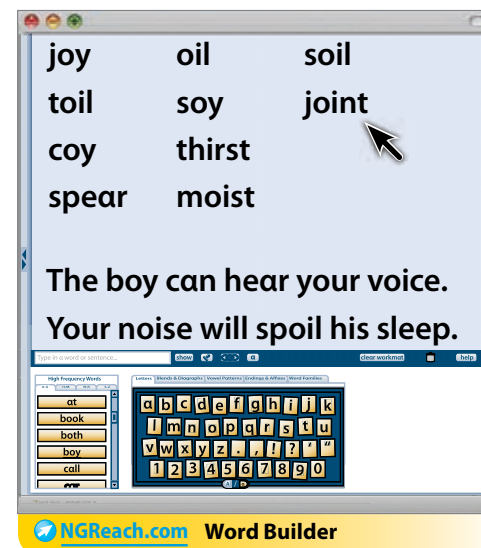 joy oil soil
toil soy joint
coy thirst
spear moist
The boy can hear your voice.
Your noise will spoil his sleep.
Type in a word or sentence... show a clear workmat help
High Frequency Words
Letters Blends & Diagraphs Vowel Patterns Endings & Affixes Word Families
at
book
both
boy
call
a b c d e f g h i j k
l m n o p q r s t u
v w x y z . , ! ? ' "
1 2 3 4 5 6 7 8 9 0
NGReach.com Word Builder